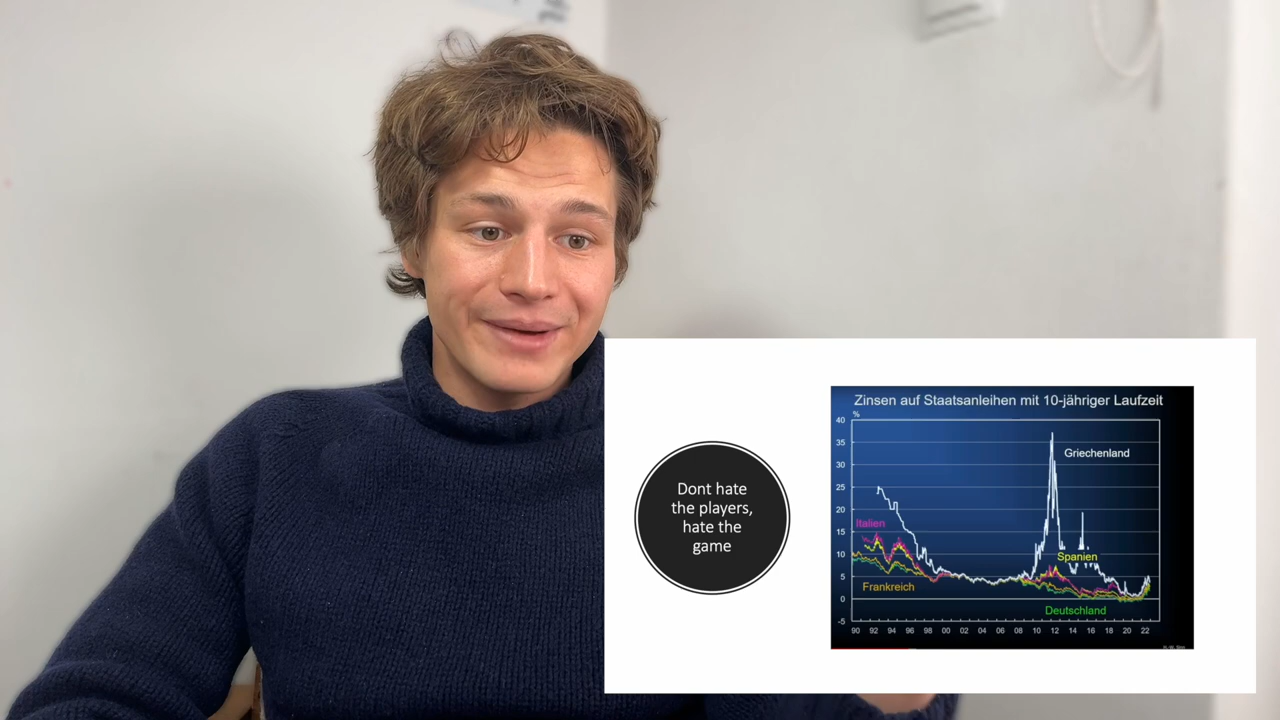 Dont hate
the players,
hate the
game
Zinsen auf Staatsanleihen mit 10-jähriger Laufzeit
%
40
35
30
25
20
15
10
5
0
-5
Griechenland
Italien
Spanien
Frankreich
Deutschland
90 92 94 96 98 00 02 04 06 08 10 12 14 16 18 20 22